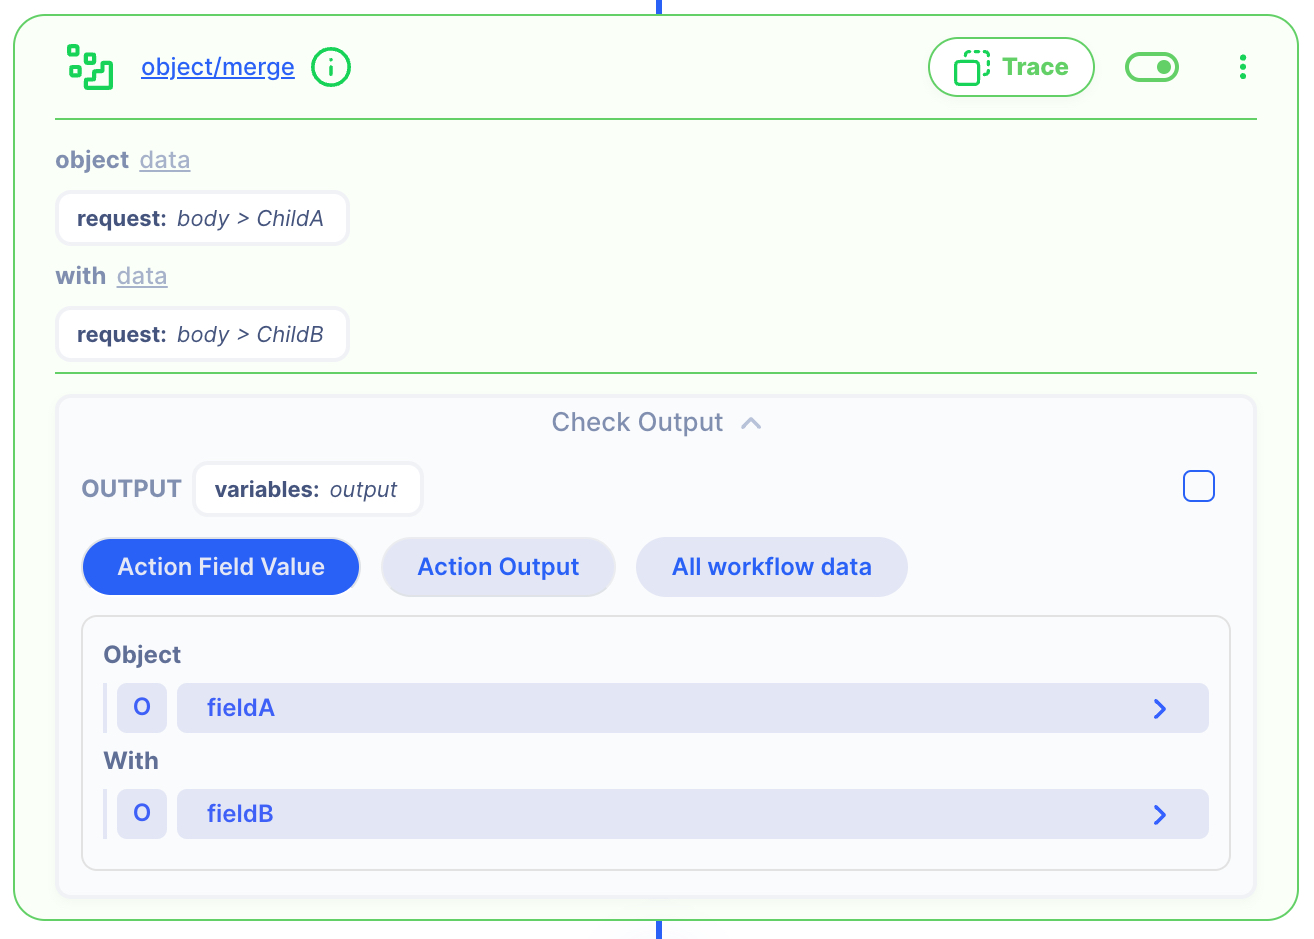 object/merge
Trace
object data
request: body > ChildA
with data
request: body > ChildB
Check Output
OUTPUT variables: output
Action Field Value Action Output All workflow data
Object
O fieldA
With
O fieldB